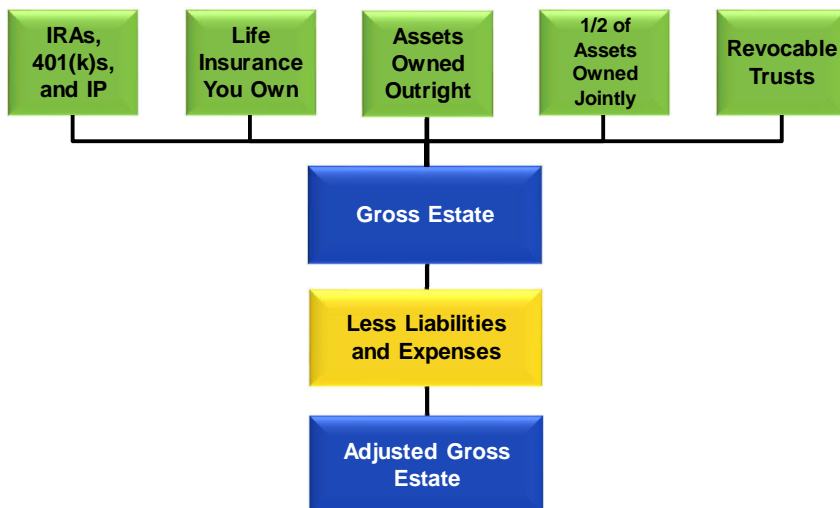 IRAs,
401(k)s,
and IP
Life
Insurance
You Own
Assets
Owned
Outright
1/2 of
Assets
Owned
Jointly
Revocable
Trusts
Gross Estate
Less Liabilities
and Expenses
Adjusted Gross
Estate